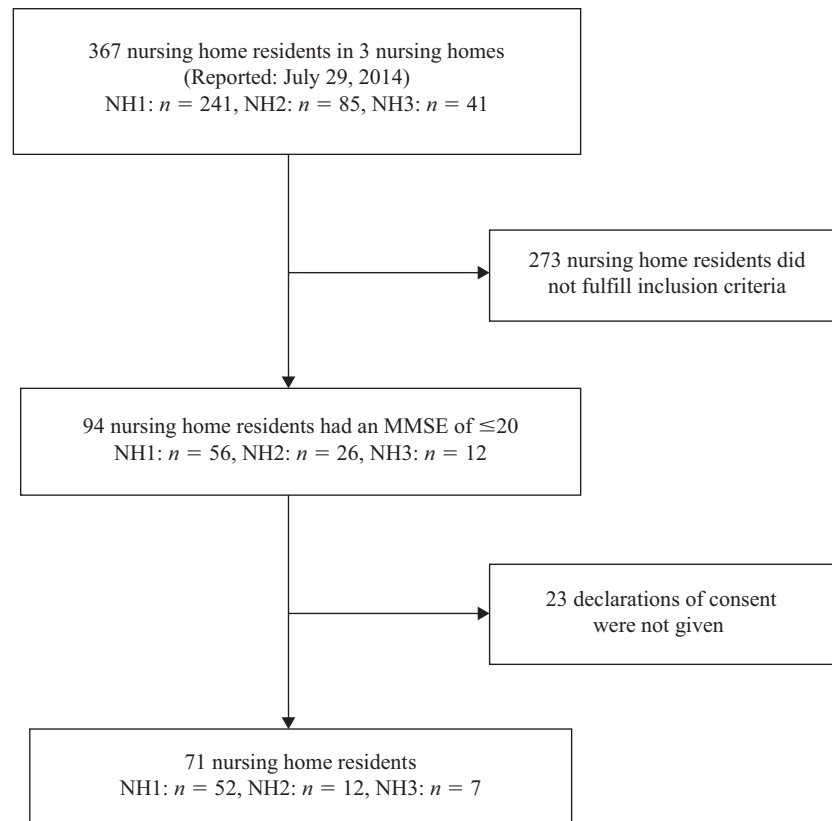 367 nursing home residents in 3 nursing homes
(Reported: July 29, 2014)
NH1: n = 241, NH2: n = 85, NH3: n = 41
273 nursing home residents did
not fulfill inclusion criteria
94 nursing home residents had an MMSE of ≤20
NH1: n = 56, NH2: n = 26, NH3: n = 12
23 declarations of consent
were not given
71 nursing home residents
NH1: n = 52, NH2: n = 12, NH3: n = 7